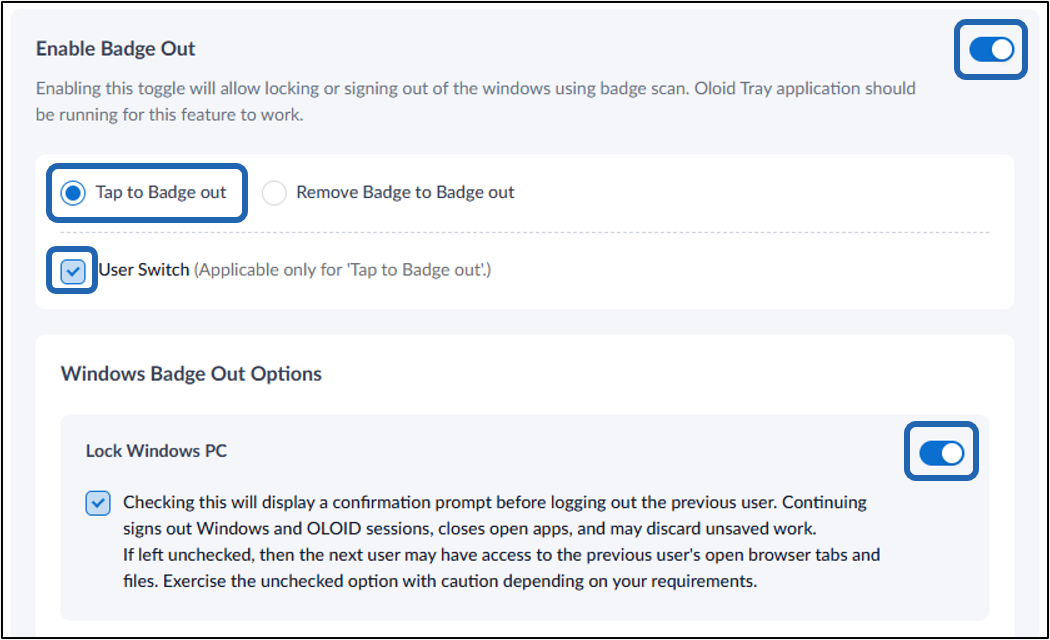 Enable Badge Out
Enabling this toggle will allow locking or signing out of the windows using badge scan. Oloid Tray application should
be running for this feature to work.
Tap to Badge out
Remove Badge to Badge out
User Switch (Applicable only for 'Tap to Badge out'.)
Windows Badge Out Options
Lock Windows PC
Checking this will display a confirmation prompt before logging out the previous user. Continuing
signs out Windows and OLOID sessions, closes open apps, and may discard unsaved work.
If left unchecked, then the next user may have access to the previous user's open browser tabs and
files. Exercise the unchecked option with caution depending on your requirements.